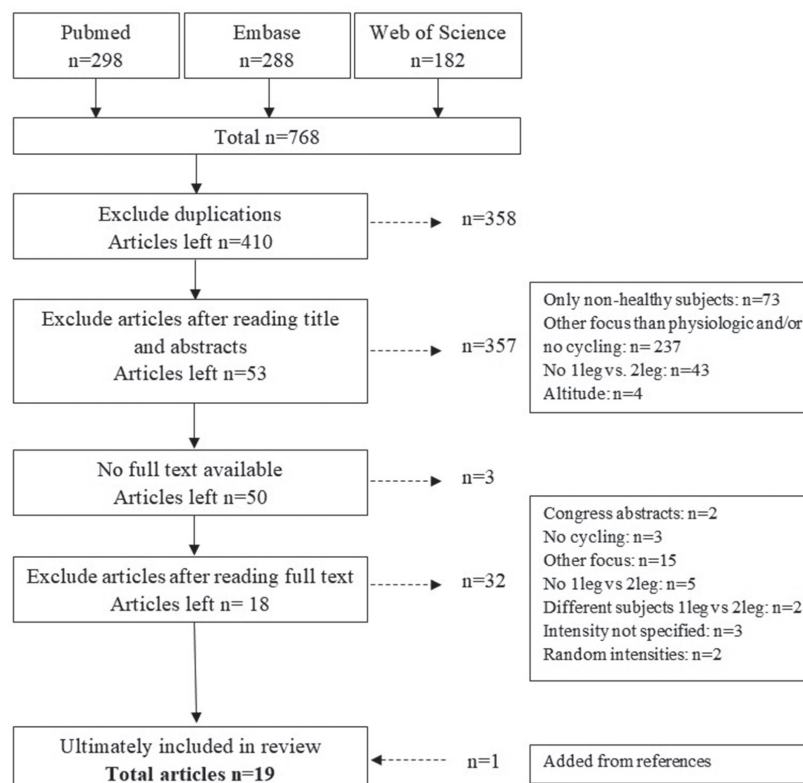 Pubmed
n=298
Embase
n=288
Web of Science
n=182
Total n=768
Exclude duplications
Articles left n=410
n=358
Exclude articles after reading title
and abstracts
Articles left n=53
n=357
Only non-healthy subjects: n=73
Other focus than physiologic and/or
no cycling: n= 237
No 1leg vs. 2leg: n=43
Altitude: n=4
No full text available
Articles left n=50
n=3
Exclude articles after reading full text
Articles left n= 18
n=32
Congress abstracts: n=2
No cycling: n=3
Other focus: n=15
No 1leg vs 2leg: n=5
Different subjects 1leg vs 2leg: n=2
Intensity not specified: n=3
Random intensities: n=2
Ultimately included in review
Total articles n=19
n=1
Added from references